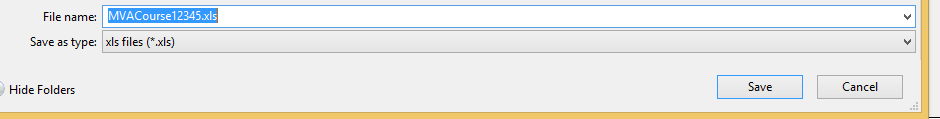 File name: MVACourse12345.xls
Save as type: xls files (*.xls)
Hide Folders Save Cancel